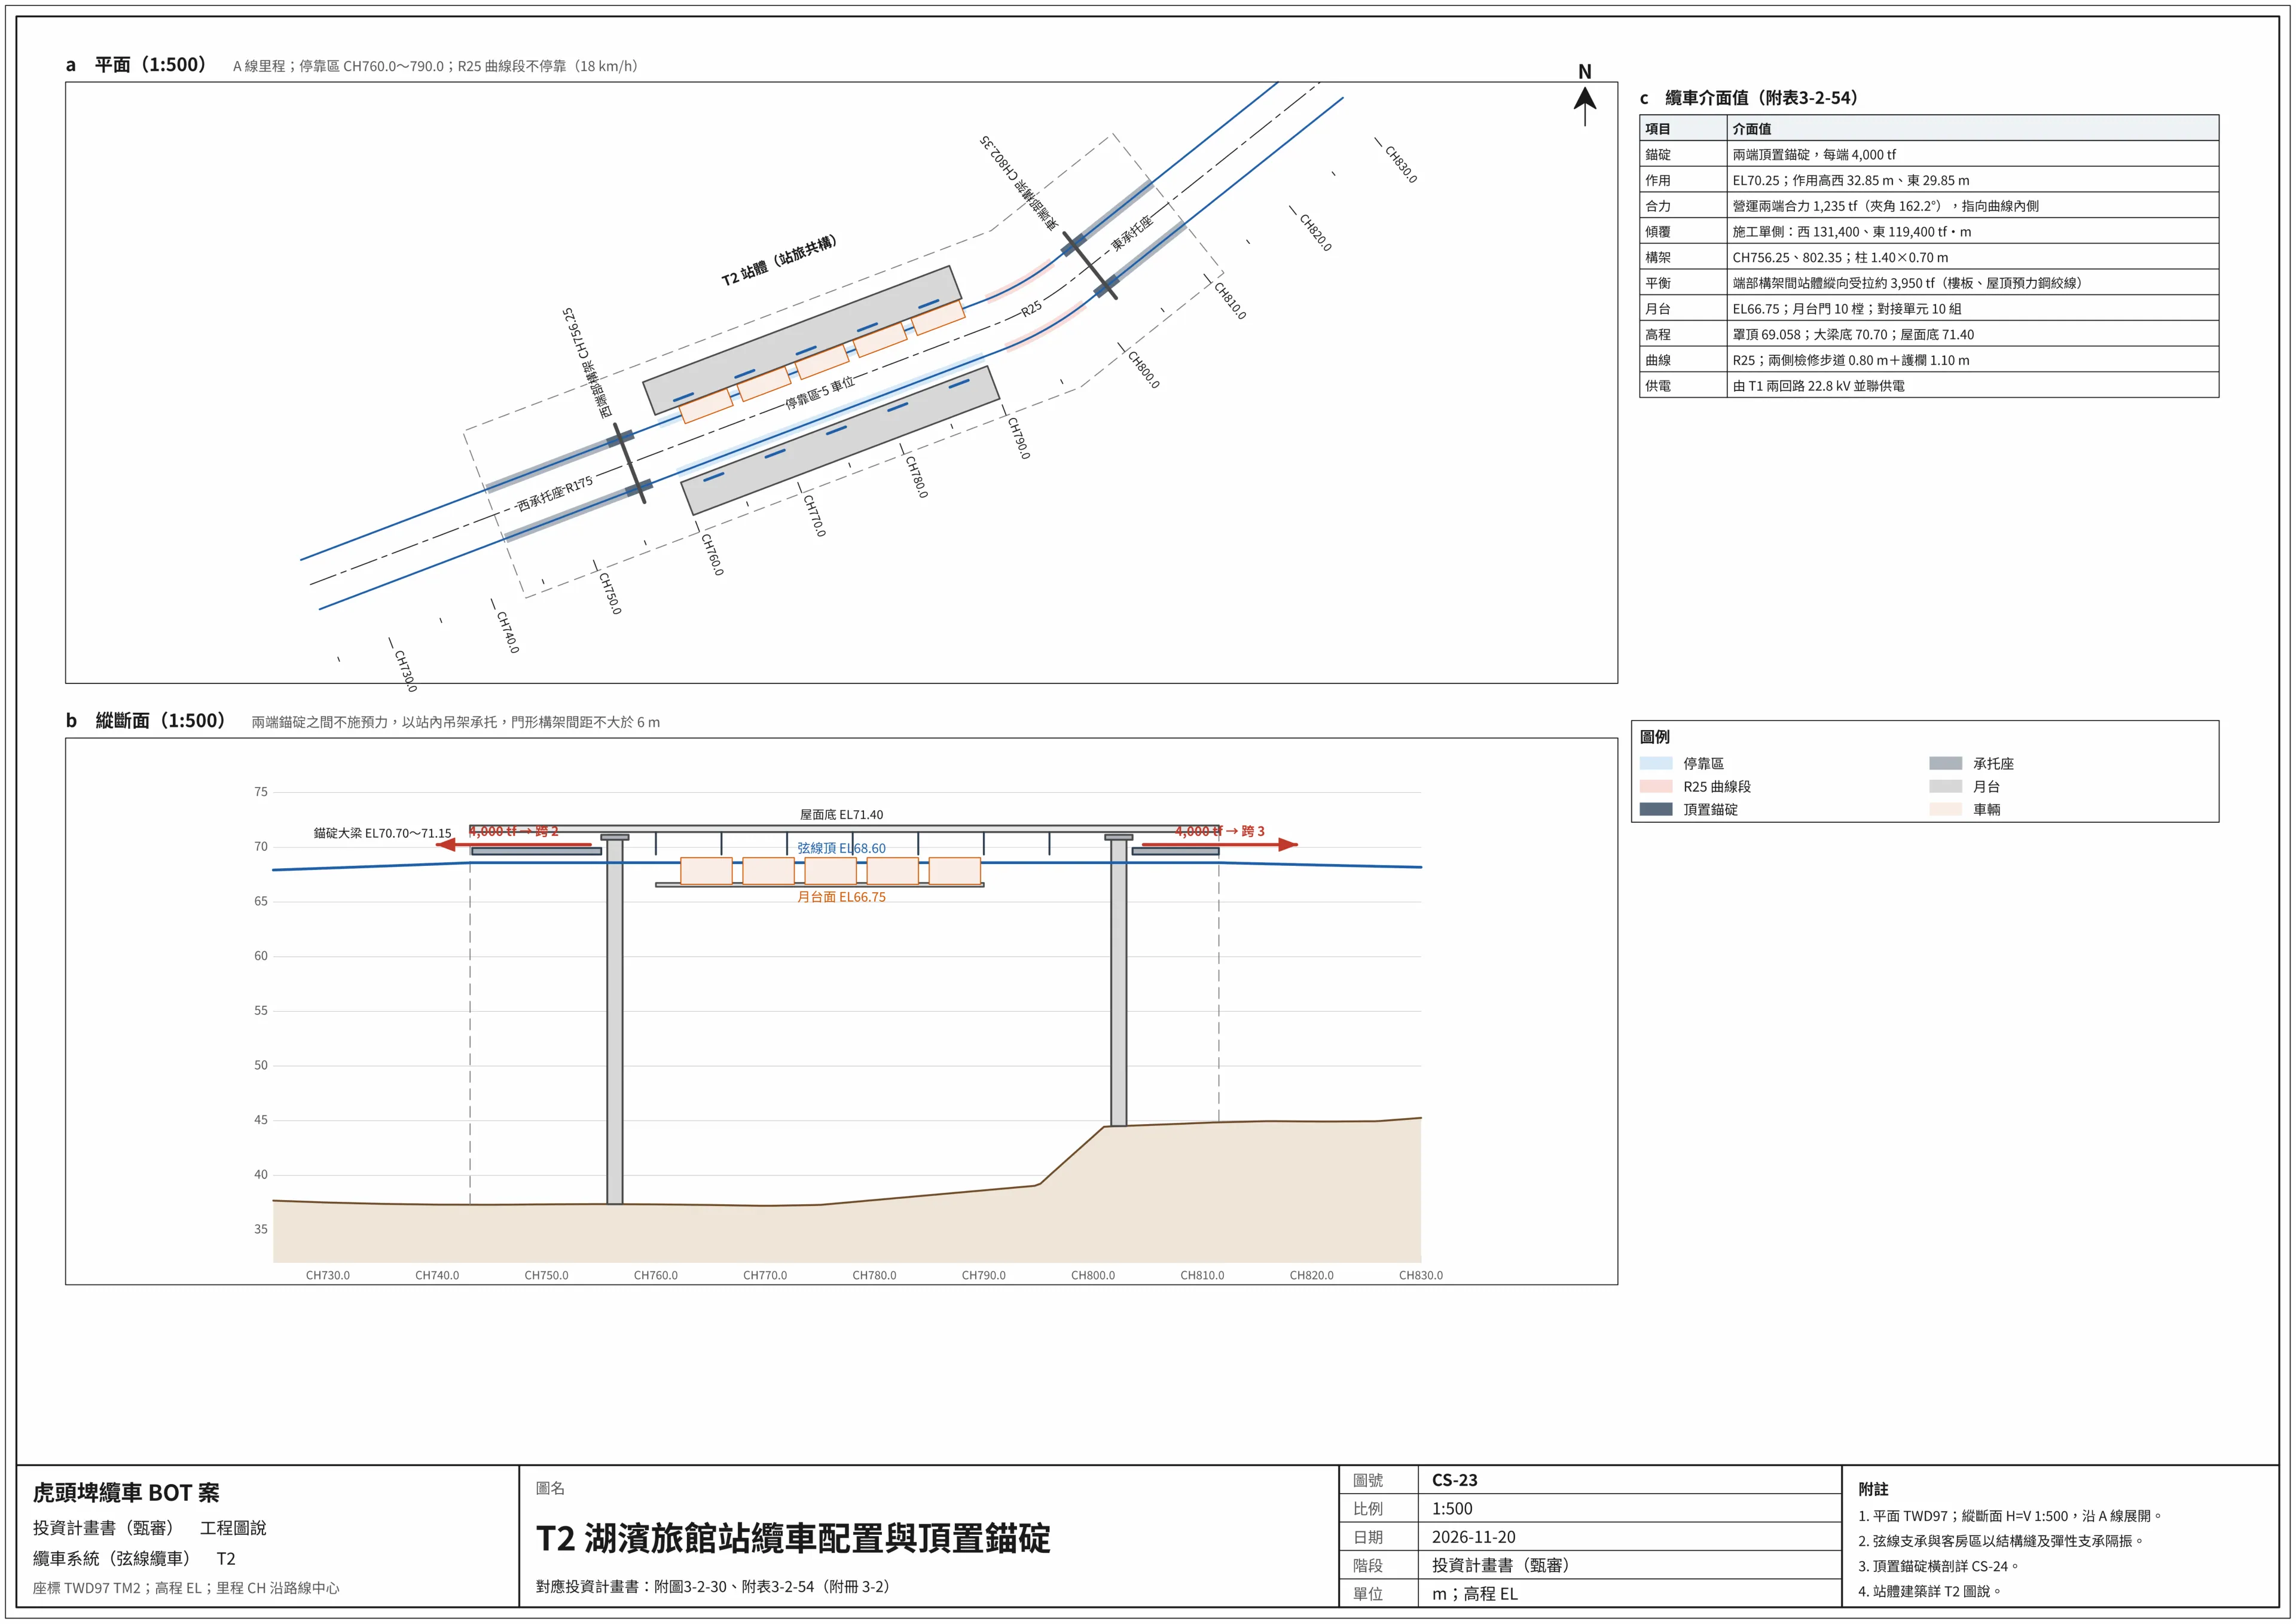 a 平面（1:500） A 線里程；停靠區 CH760.0～790.0；R25 曲線段不停靠（18 km/h）
N
東端部構架 CH802.35
CH830.0
CH820.0
東承托座
T2 站體（站旅共構）
CH810.0
R25
西端部構架 CH756.25
CH800.0
停靠區 5 車位
CH790.0
西承托座 R175
CH780.0
CH770.0
CH760.0
CH750.0
CH740.0
CH730.0
c 纜車介面值（附表3-2-54）
項目 介面值
錨碇 兩端頂置錨碇，每端 4,000 tf
作用 EL70.25；作用高西 32.85 m、東 29.85 m
合力 營運兩端合力 1,235 tf（夾角 162.2°），指向曲線內側
傾覆 施工單側：西 131,400、東 119,400 tf・m
構架 CH756.25、802.35；柱 1.40×0.70 m
平衡 端部構架間站體縱向受拉約 3,950 tf（樓板、屋頂預力鋼絞線）
月台 EL66.75；月台門 10 樘；對接單元 10 組
高程 罩頂 69.058；大梁底 70.70；屋面底 71.40
曲線 R25；兩側檢修步道 0.80 m＋護欄 1.10 m
供電 由 T1 兩回路 22.8 kV 並聯供電
b 縱斷面（1:500） 兩端錨碇之間不施預力，以站內吊架承托，門形構架間距不大於 6 m
75
屋面底 EL71.40
錨碇大梁 EL70.70～71.15
4,000 tf → 跨 2
4,000 tf → 跨 3
70
弦線頂 EL68.60
65
月台面 EL66.75
60
55
50
45
40
35
CH730.0 CH740.0 CH750.0 CH760.0 CH770.0 CH780.0 CH790.0 CH800.0 CH810.0 CH820.0 CH830.0
圖例
停靠區 承托座
R25 曲線段 月台
頂置錨碇 車輛
虎頭埤纜車 BOT 案
投資計畫書（甄審） 工程圖說
纜車系統（弦線纜車） T2
座標 TWD97 TM2；高程 EL；里程 CH 沿路線中心
圖名
T2 湖濱旅館站纜車配置與頂置錨碇
對應投資計畫書：附圖3-2-30、附表3-2-54（附冊 3-2）
圖號 CS-23
比例 1:500
日期 2026-11-20
階段 投資計畫書（甄審）
單位 m；高程 EL
附註
1. 平面 TWD97；縱斷面 H=V 1:500，沿 A 線展開。
2. 弦線支承與客房區以結構縫及彈性支承隔振。
3. 頂置錨碇橫剖詳 CS-24。
4. 站體建築詳 T2 圖說。